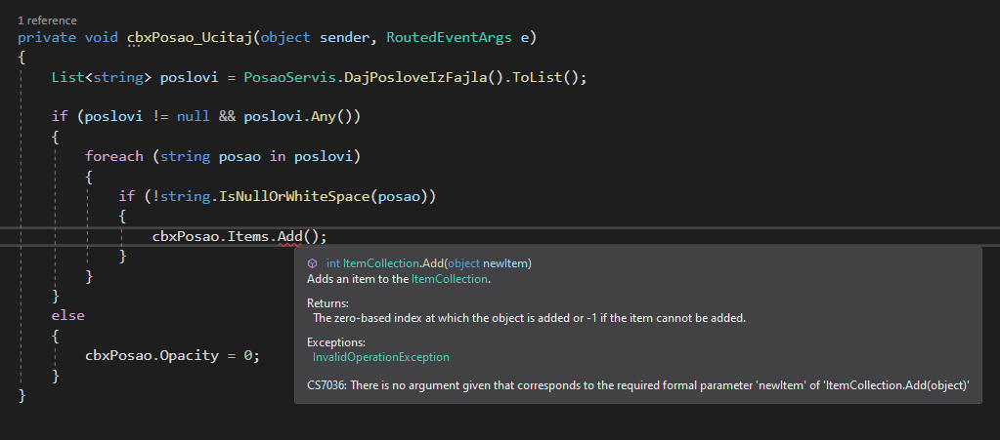 1 reference
private void cbxPosao_Ucitaj(object sender, RoutedEventArgs e)
{
List<string> poslovi = PosaoServis.DajPosloveIzFajla().ToList();
if (poslovi != null && poslovi.Any())
{
foreach (string posao in poslovi)
{
if (!string.IsNullOrWhiteSpace(posao))
{
cbxPosao.Items.Add();
}
}
}
else
{
cbxPosao.Opacity = 0;
}
}
int ItemCollection.Add(object newItem)
Adds an item to the ItemCollection.
Returns:
The zero-based index at which the object is added or -1 if the item cannot be added.
Exceptions:
InvalidOperationException
CS7036: There is no argument given that corresponds to the required formal parameter 'newItem' of 'ItemCollection.Add(object)'